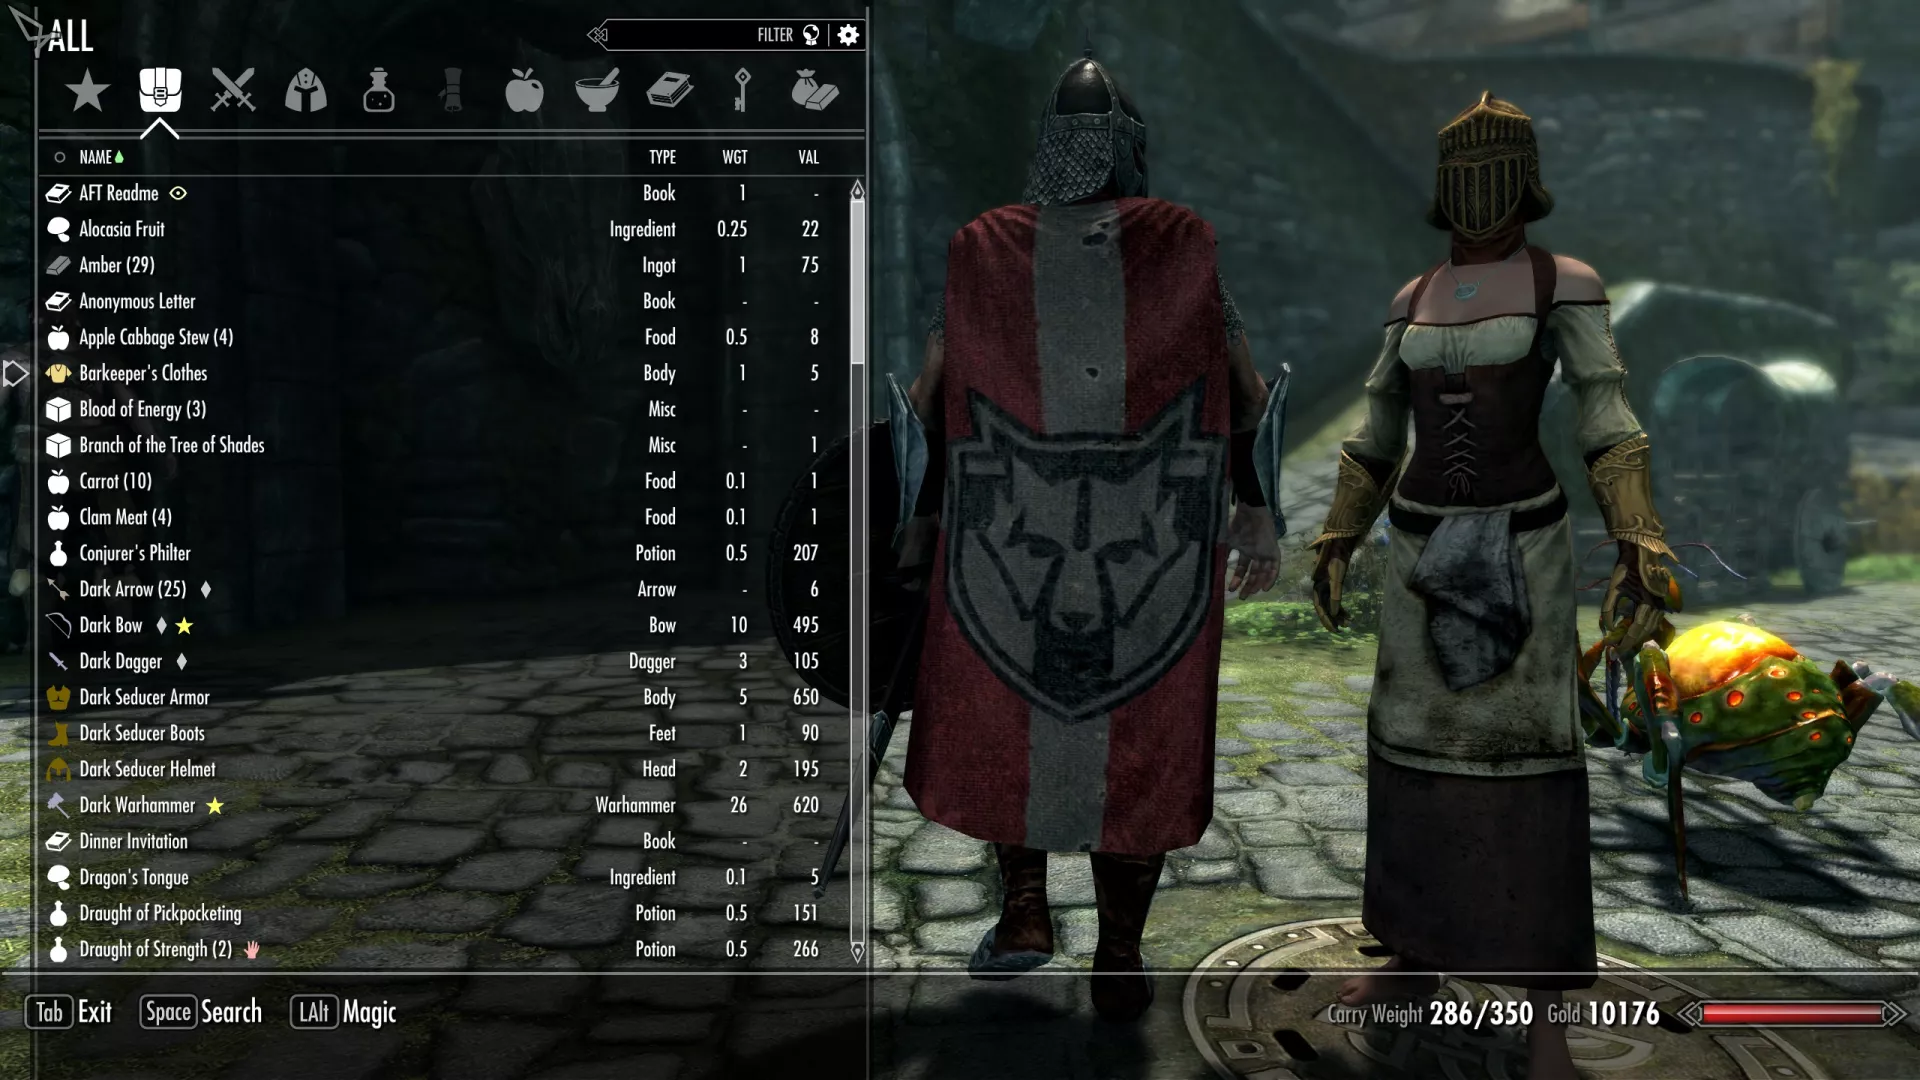 ALL
FILTER
NAME TYPE WGT VAL
AFT Readme Book 1 -
Alocasia Fruit Ingredient 0.25 22
Amber (29) Ingot 1 75
Anonymous Letter Book - -
Apple Cabbage Stew (4) Food 0.5 8
Barkeeper's Clothes Body 1 5
Blood of Energy (3) Misc - -
Branch of the Tree of Shades Misc - 1
Carrot (10) Food 0.1 1
Clam Meat (4) Food 0.1 1
Conjurer's Philter Potion 0.5 207
Dark Arrow (25) Arrow - 6
Dark Bow Bow 10 495
Dark Dagger Dagger 3 105
Dark Seducer Armor Body 5 650
Dark Seducer Boots Feet 1 90
Dark Seducer Helmet Head 2 195
Dark Warhammer Warhammer 26 620
Dinner Invitation Book - -
Dragon's Tongue Ingredient 0.1 5
Draught of Pickpocketing Potion 0.5 151
Draught of Strength (2) Potion 0.5 266
Tab Exit Space Search LAlt Magic Carry Weight 286/350 Gold 10176